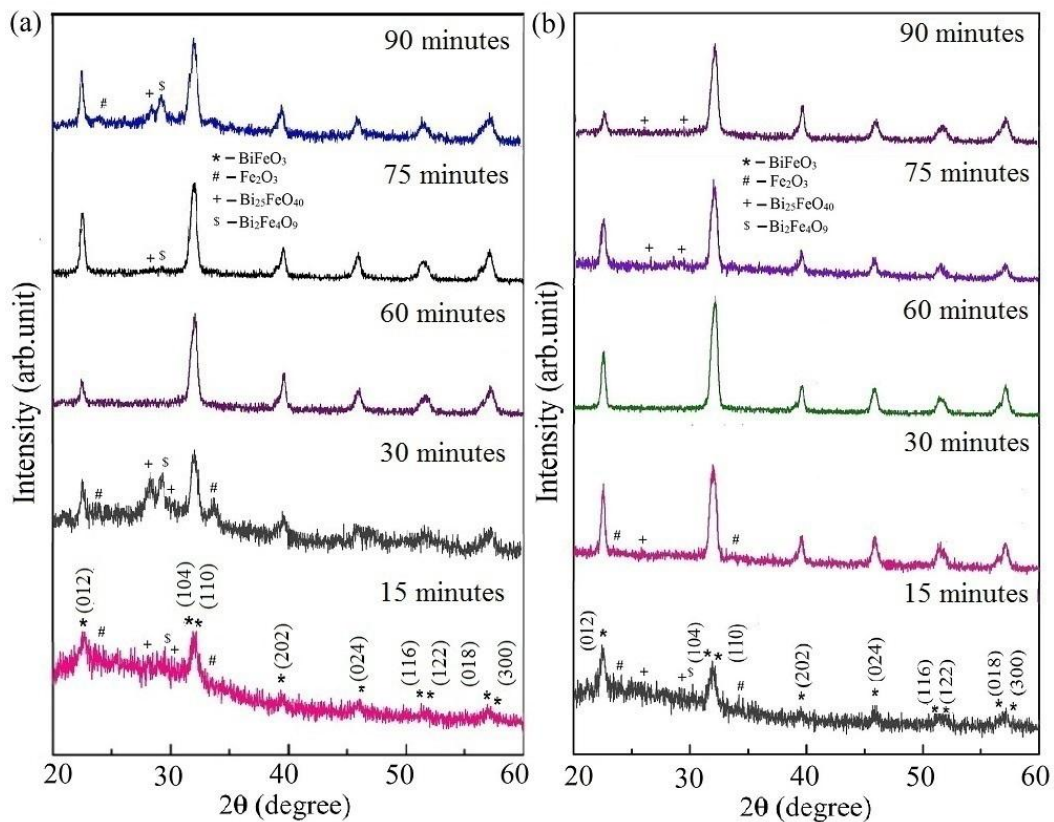 (a)
90 minutes
#
+
$
* – BiFeO₃
# – Fe₂O₃
+ – Bi₂₅FeO₄₀
$ – Bi₂Fe₄O₉
75 minutes
+
$
60 minutes
30 minutes
#
+
$
+
#
15 minutes
*(012)
#
+
$
+
(104)
(110)
**
#
(202)
*
(024)
*
(116)
(122)
**
(018)
(300)
**
Intensity (arb.unit)
20 30 40 50 60
2θ (degree)
(b)
90 minutes
+
+
* – BiFeO₃
# – Fe₂O₃
+ – Bi₂₅FeO₄₀
$ – Bi₂Fe₄O₉
75 minutes
+
+
60 minutes
30 minutes
#
+
#
15 minutes
(012)
*
#
+
+$
(104)
(110)
**
#
(202)
*
(024)
*
(116)
(122)
**
(018)
(300)
**
Intensity (arb.unit)
20 30 40 50 60
2θ (degree)